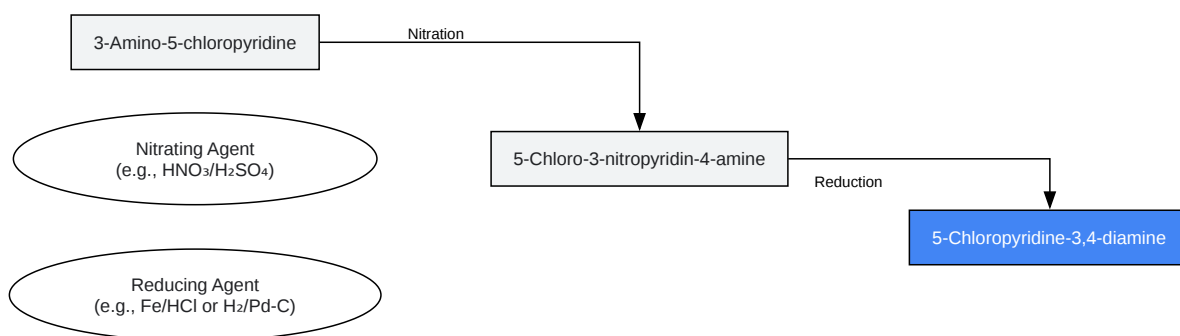 3-Amino-5-chloropyridine
Nitration
Nitrating Agent
(e.g., HNO₃/H₂SO₄)
5-Chloro-3-nitropyridin-4-amine
Reduction
5-Chloropyridine-3,4-diamine
Reducing Agent
(e.g., Fe/HCl or H₂/Pd-C)